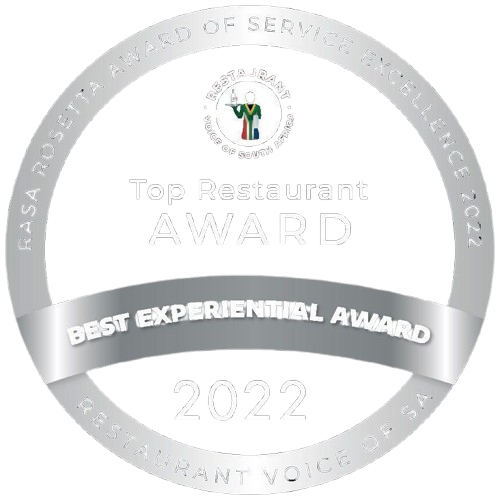 RASA ROSETTA AWARD OF SERVICE EXCELLENCE 2022
RESTAURANT
VOICE OF SOUTH AFRICA
Top Restaurant
AWARD
BEST EXPERIENTIAL AWARD
2022
RESTAURANT VOICE OF SA